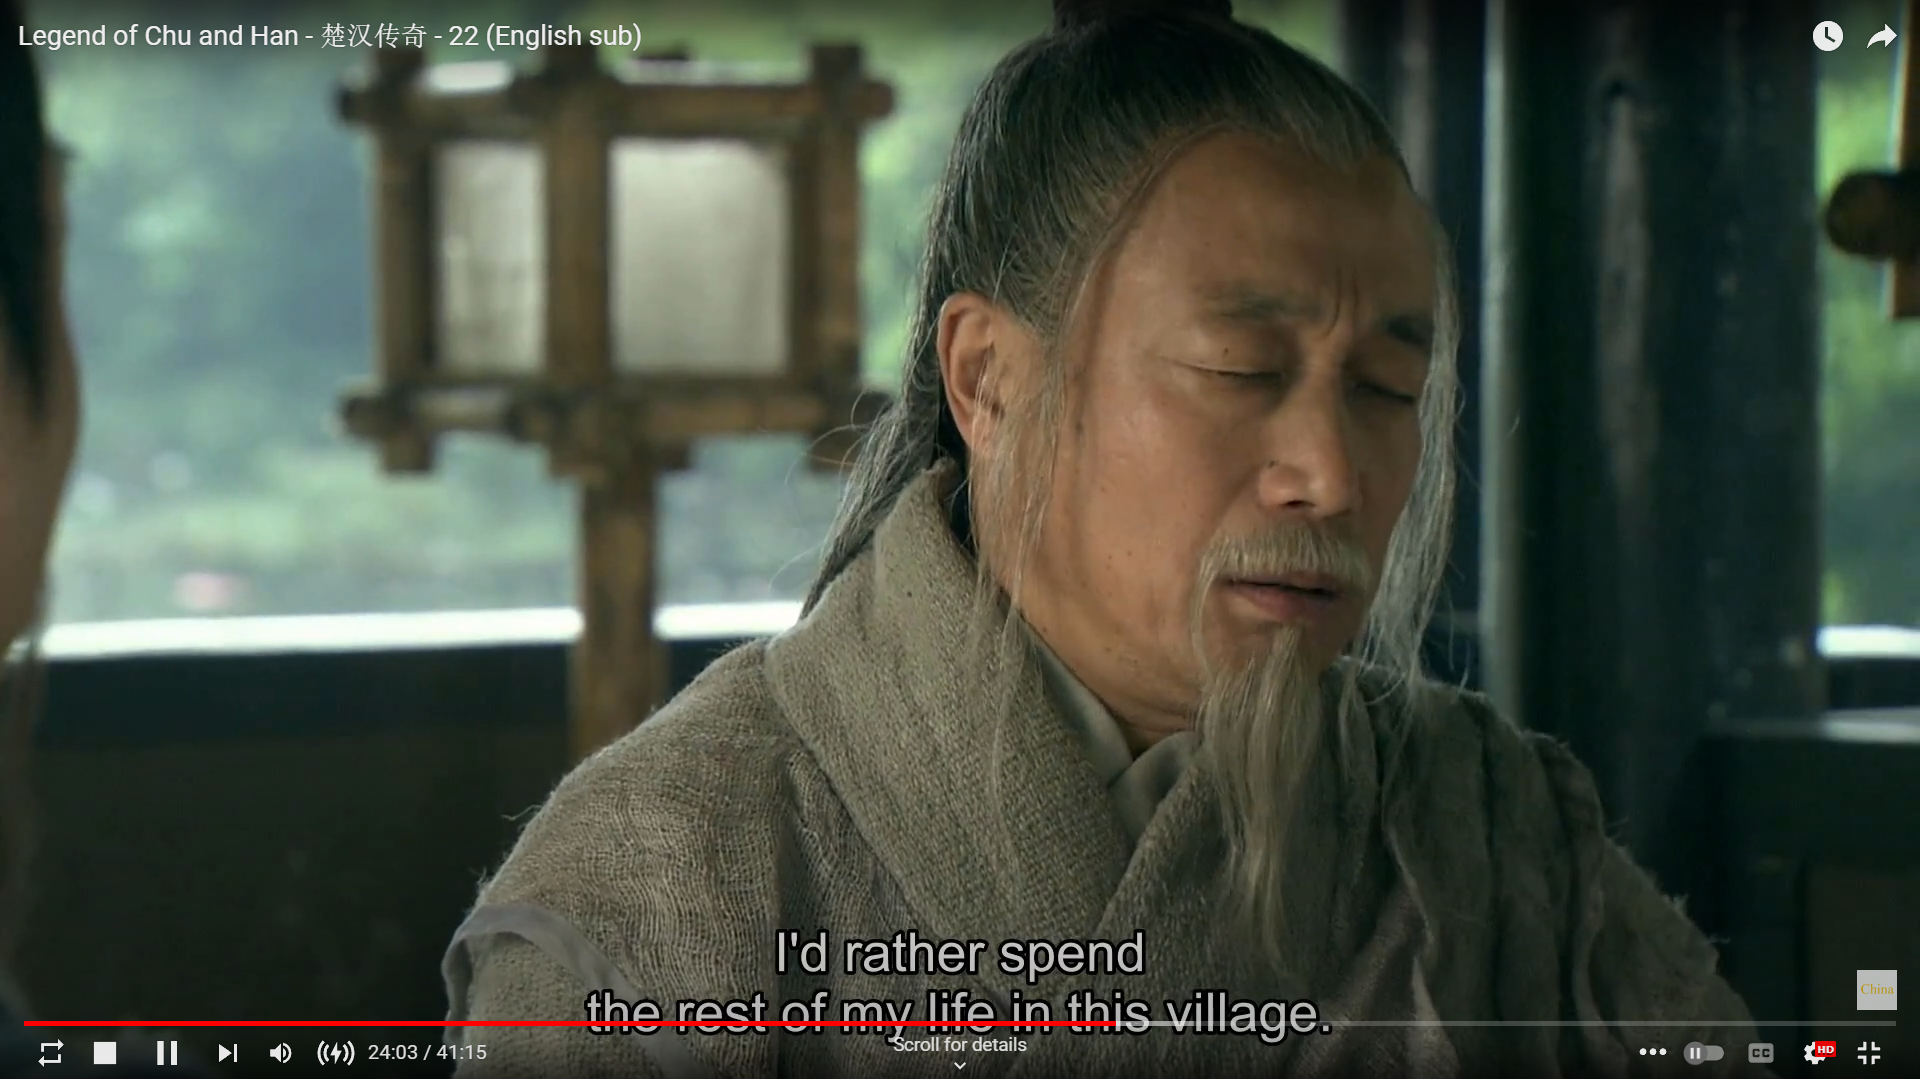 Legend of Chu and Han - 楚汉传奇 - 22 (English sub)
I'd rather spend
the rest of my life in this village.
China
24:03 / 41:15
CC
HD
Scroll for details